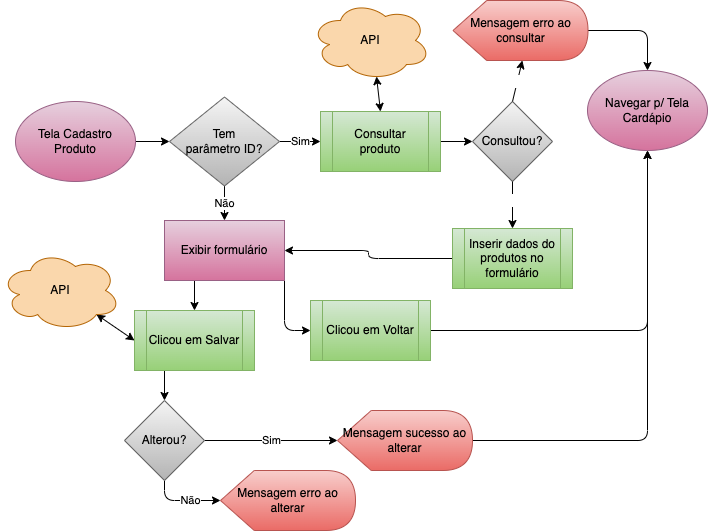 Mensagem erro ao
consultar
API
Tela Cadastro
Produto
Tem
parâmetro ID?
Sim
Consultar
produto
Consultou?
Navegar p/ Tela
Cardápio
Não
Exibir formulário
Inserir dados do
produtos no
formulário
API
Clicou em Salvar
Clicou em Voltar
Alterou?
Sim
Mensagem sucesso ao
alterar
Não
Mensagem erro ao
alterar